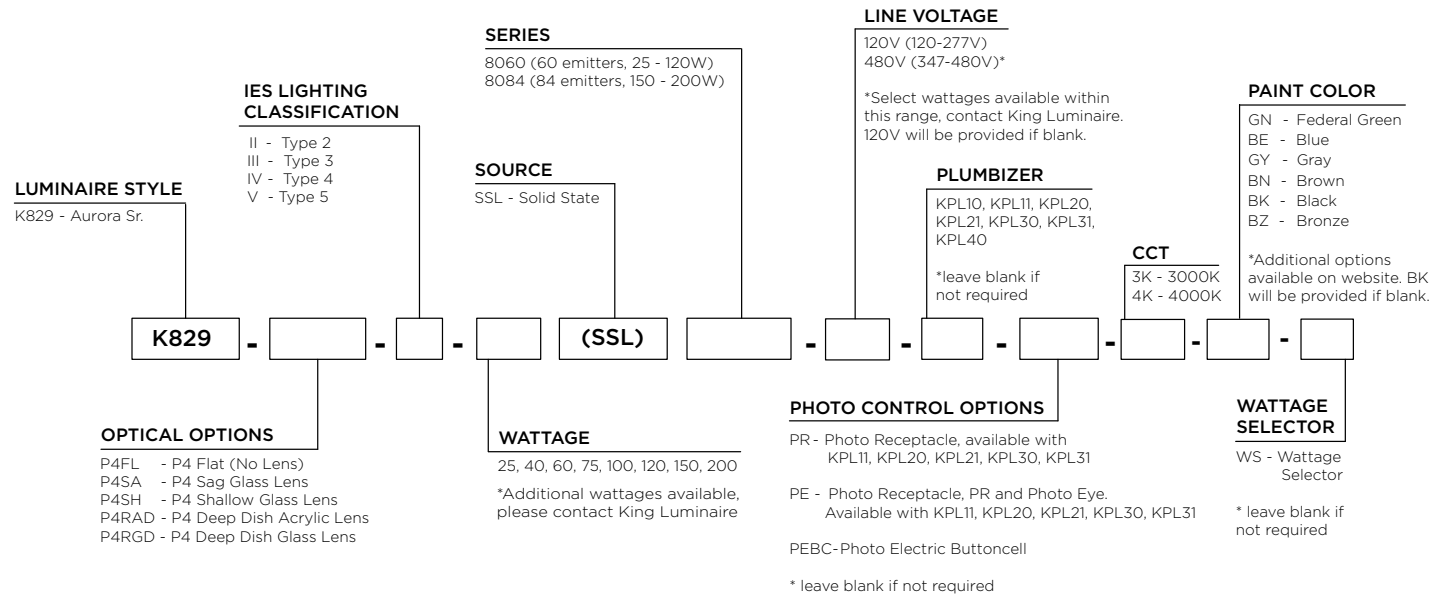 LUMINAIRE STYLE
K829 - Aurora Sr.
IES LIGHTING
CLASSIFICATION
II - Type 2
III - Type 3
IV - Type 4
V - Type 5
SERIES
8060 (60 emitters, 25 - 120W)
8084 (84 emitters, 150 - 200W)
SOURCE
SSL - Solid State
LINE VOLTAGE
120V (120-277V)
480V (347-480V)*
*Select wattages available within
this range, contact King Luminaire.
120V will be provided if blank.
PLUMBIZER
KPL10, KPL11, KPL20,
KPL21, KPL30, KPL31,
KPL40
*leave blank if
not required
CCT
3K - 3000K
4K - 4000K
PAINT COLOR
GN - Federal Green
BE - Blue
GY - Gray
BN - Brown
BK - Black
BZ - Bronze
*Additional options
available on website. BK
will be provided if blank.
K829 - - - (SSL) - - - - - -
OPTICAL OPTIONS
P4FL - P4 Flat (No Lens)
P4SA - P4 Sag Glass Lens
P4SH - P4 Shallow Glass Lens
P4RAD - P4 Deep Dish Acrylic Lens
P4RGD - P4 Deep Dish Glass Lens
WATTAGE
25, 40, 60, 75, 100, 120, 150, 200
*Additional wattages available,
please contact King Luminaire
PHOTO CONTROL OPTIONS
PR - Photo Receptacle, available with
KPL11, KPL20, KPL21, KPL30, KPL31
PE - Photo Receptacle, PR and Photo Eye.
Available with KPL11, KPL20, KPL21, KPL30, KPL31
PEBC-Photo Electric Buttoncell
* leave blank if not required
WATTAGE
SELECTOR
WS - Wattage
Selector
* leave blank if
not required